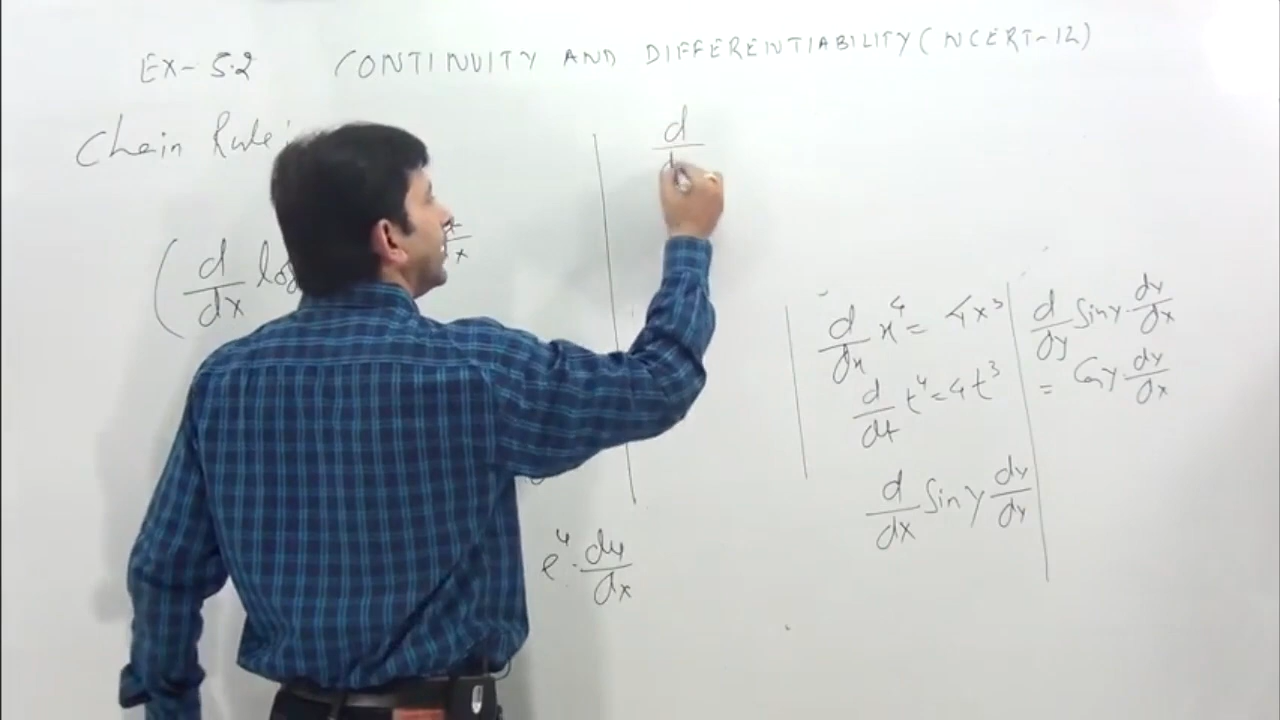 EX- 5.2 CONTINUITY AND DIFFERENTIABILITY (NCERT-12)
Chain Rule
( d/dx log
x
d
d/dx x⁴ = 4x³
d/dt t⁴ = 4t³
d/dx Sin y dy/dy
d/dy Sin y · dy/dx
= Cos y · dy/dx
· dy/dx